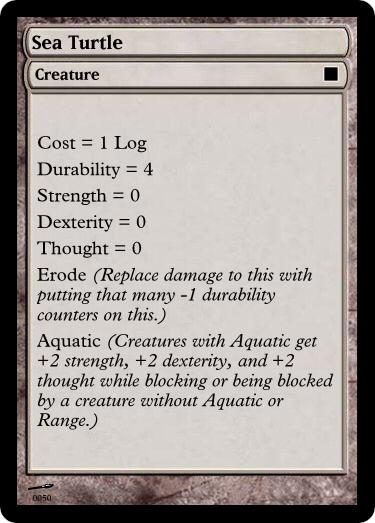 Sea Turtle
Creature
Cost = 1 Log
Durability = 4
Strength = 0
Dexterity = 0
Thought = 0
Erode (Replace damage to this with
putting that many -1 durability
counters on this.)
Aquatic (Creatures with Aquatic get
+2 strength, +2 dexterity, and +2
thought while blocking or being blocked
by a creature without Aquatic or
Range.)
0050